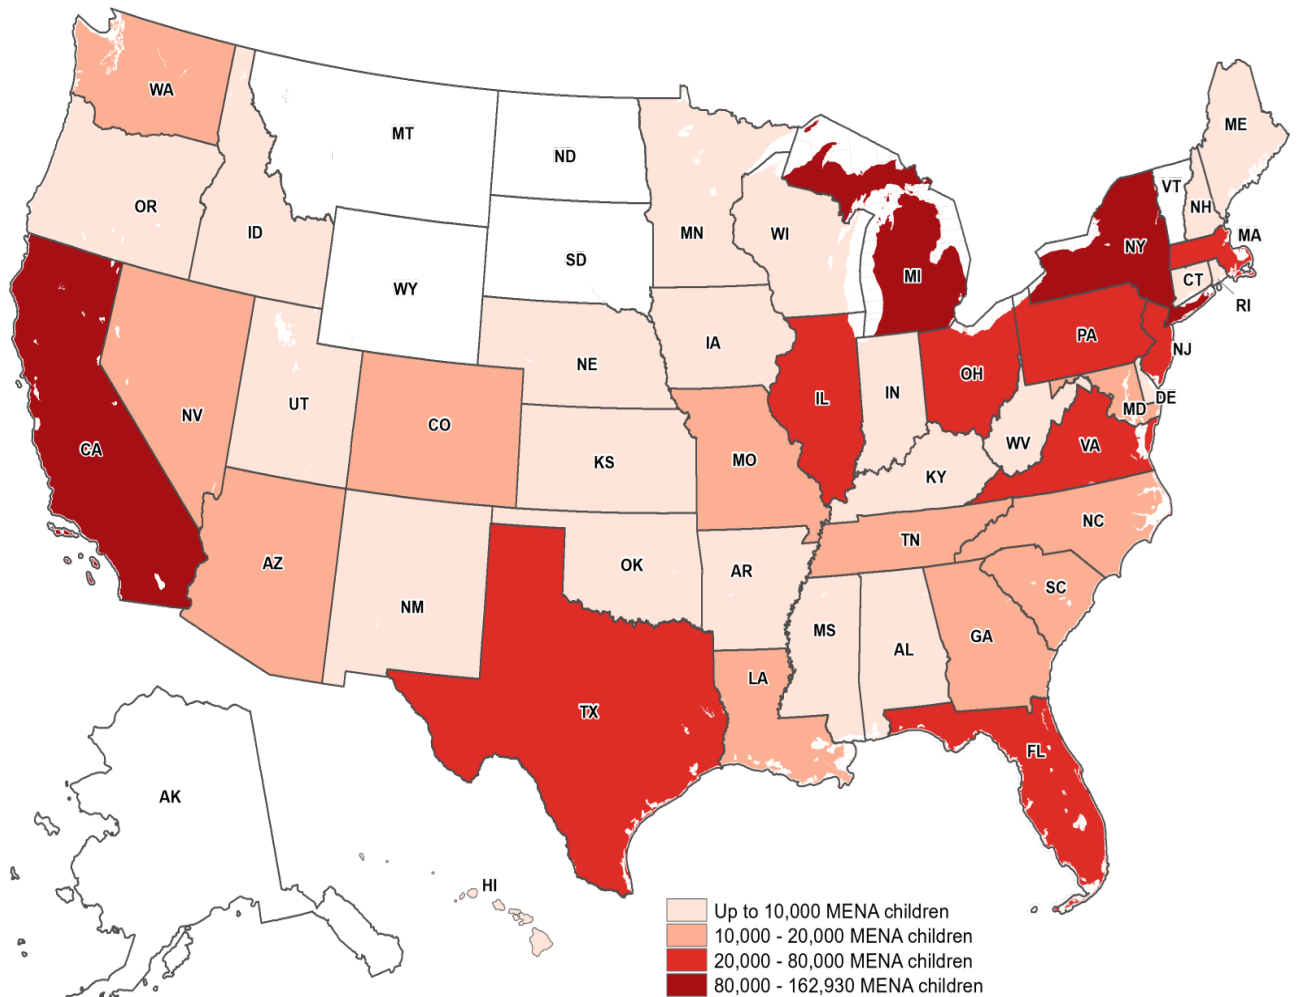 WA
MT
ND
ME
VT
OR
ID
MN
WI
NH
MA
NY
SD
WY
MI
CT
RI
IA
PA
NJ
NE
OH
UT
IL
IN
DE
MD
NV
CO
WV
VA
CA
KS
MO
KY
NC
TN
AZ
OK
AR
SC
NM
MS
AL
GA
LA
TX
FL
AK
HI
Up to 10,000 MENA children
10,000 - 20,000 MENA children
20,000 - 80,000 MENA children
80,000 - 162,930 MENA children